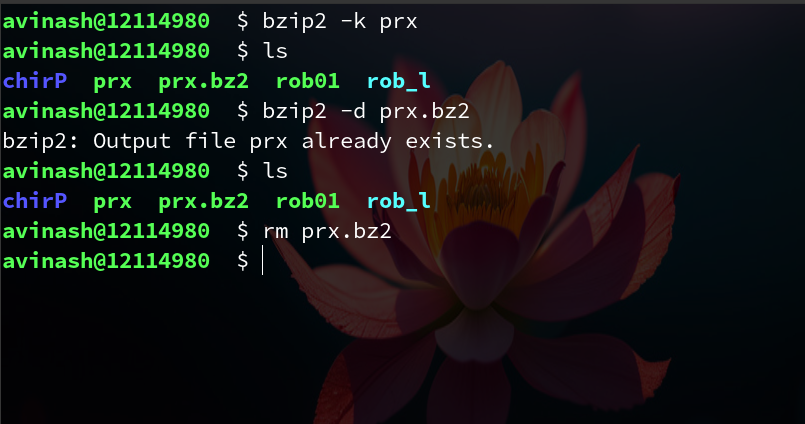 avinash@12114980 $ bzip2 -k prx
avinash@12114980 $ ls
chirP prx prx.bz2 rob01 rob_l
avinash@12114980 $ bzip2 -d prx.bz2
bzip2: Output file prx already exists.
avinash@12114980 $ ls
chirP prx prx.bz2 rob01 rob_l
avinash@12114980 $ rm prx.bz2
avinash@12114980 $